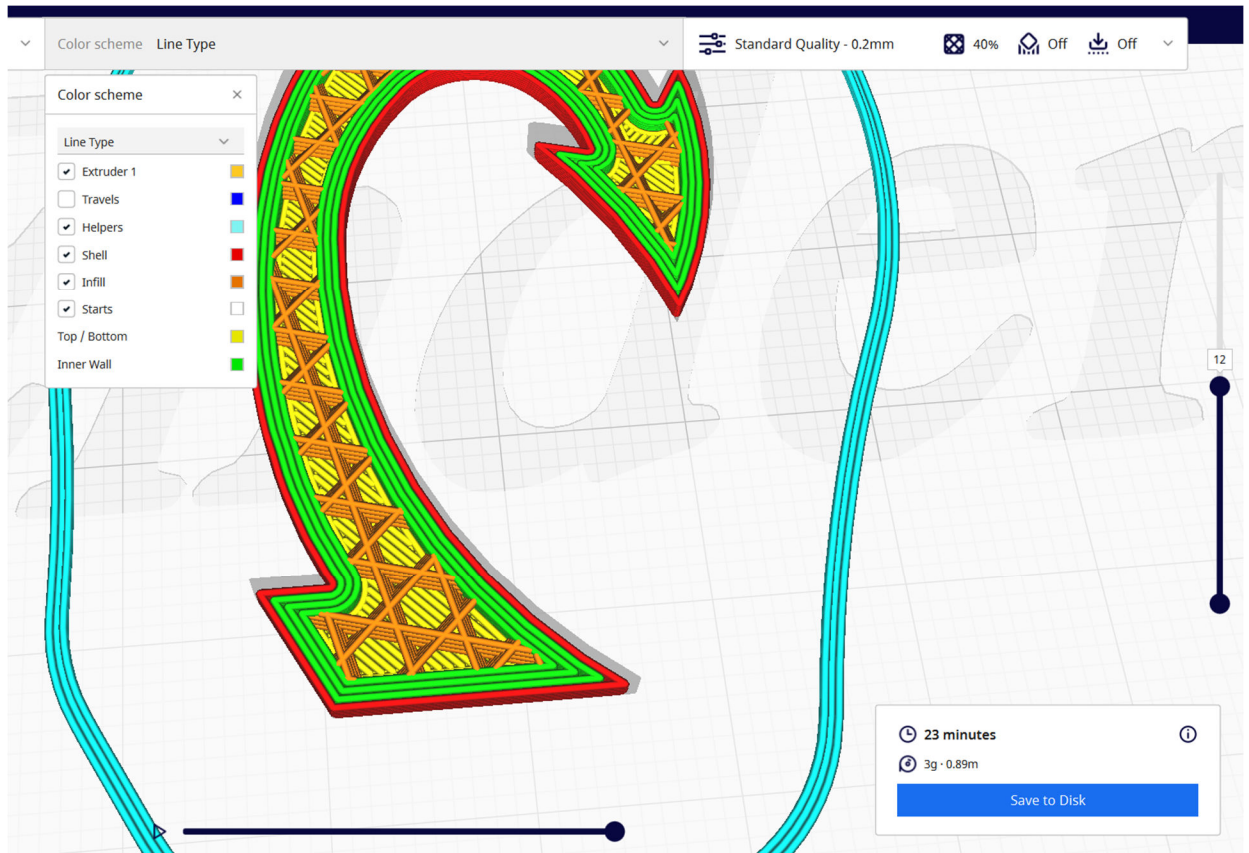 Color scheme Line Type
Standard Quality - 0.2mm 40% Off Off
Color scheme
Line Type
Extruder 1
Travels
Helpers
Shell
Infill
Starts
Top / Bottom
Inner Wall
12
23 minutes
3g · 0.89m
Save to Disk